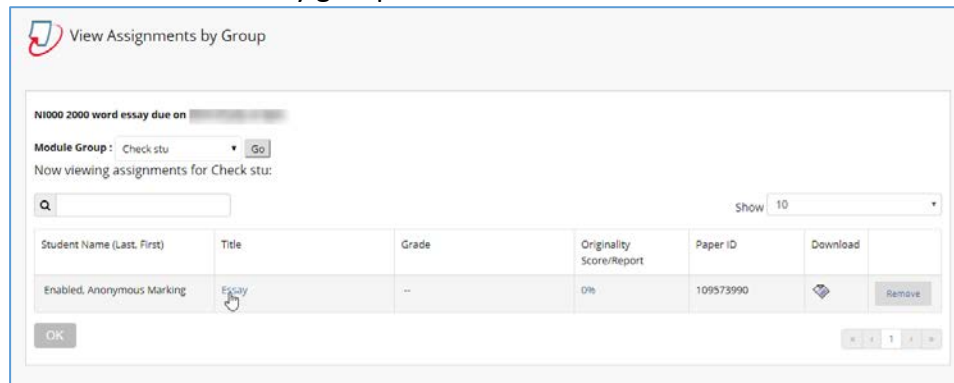 View Assignments by Group
NI000 2000 word essay due on
Module Group : Check stu Go
Now viewing assignments for Check stu:
Show 10
Student Name (Last, First) Title Grade Originality Score/Report Paper ID Download
Enabled, Anonymous Marking Essay -- 0% 109573990 Remove
OK
« ‹ 1 › »